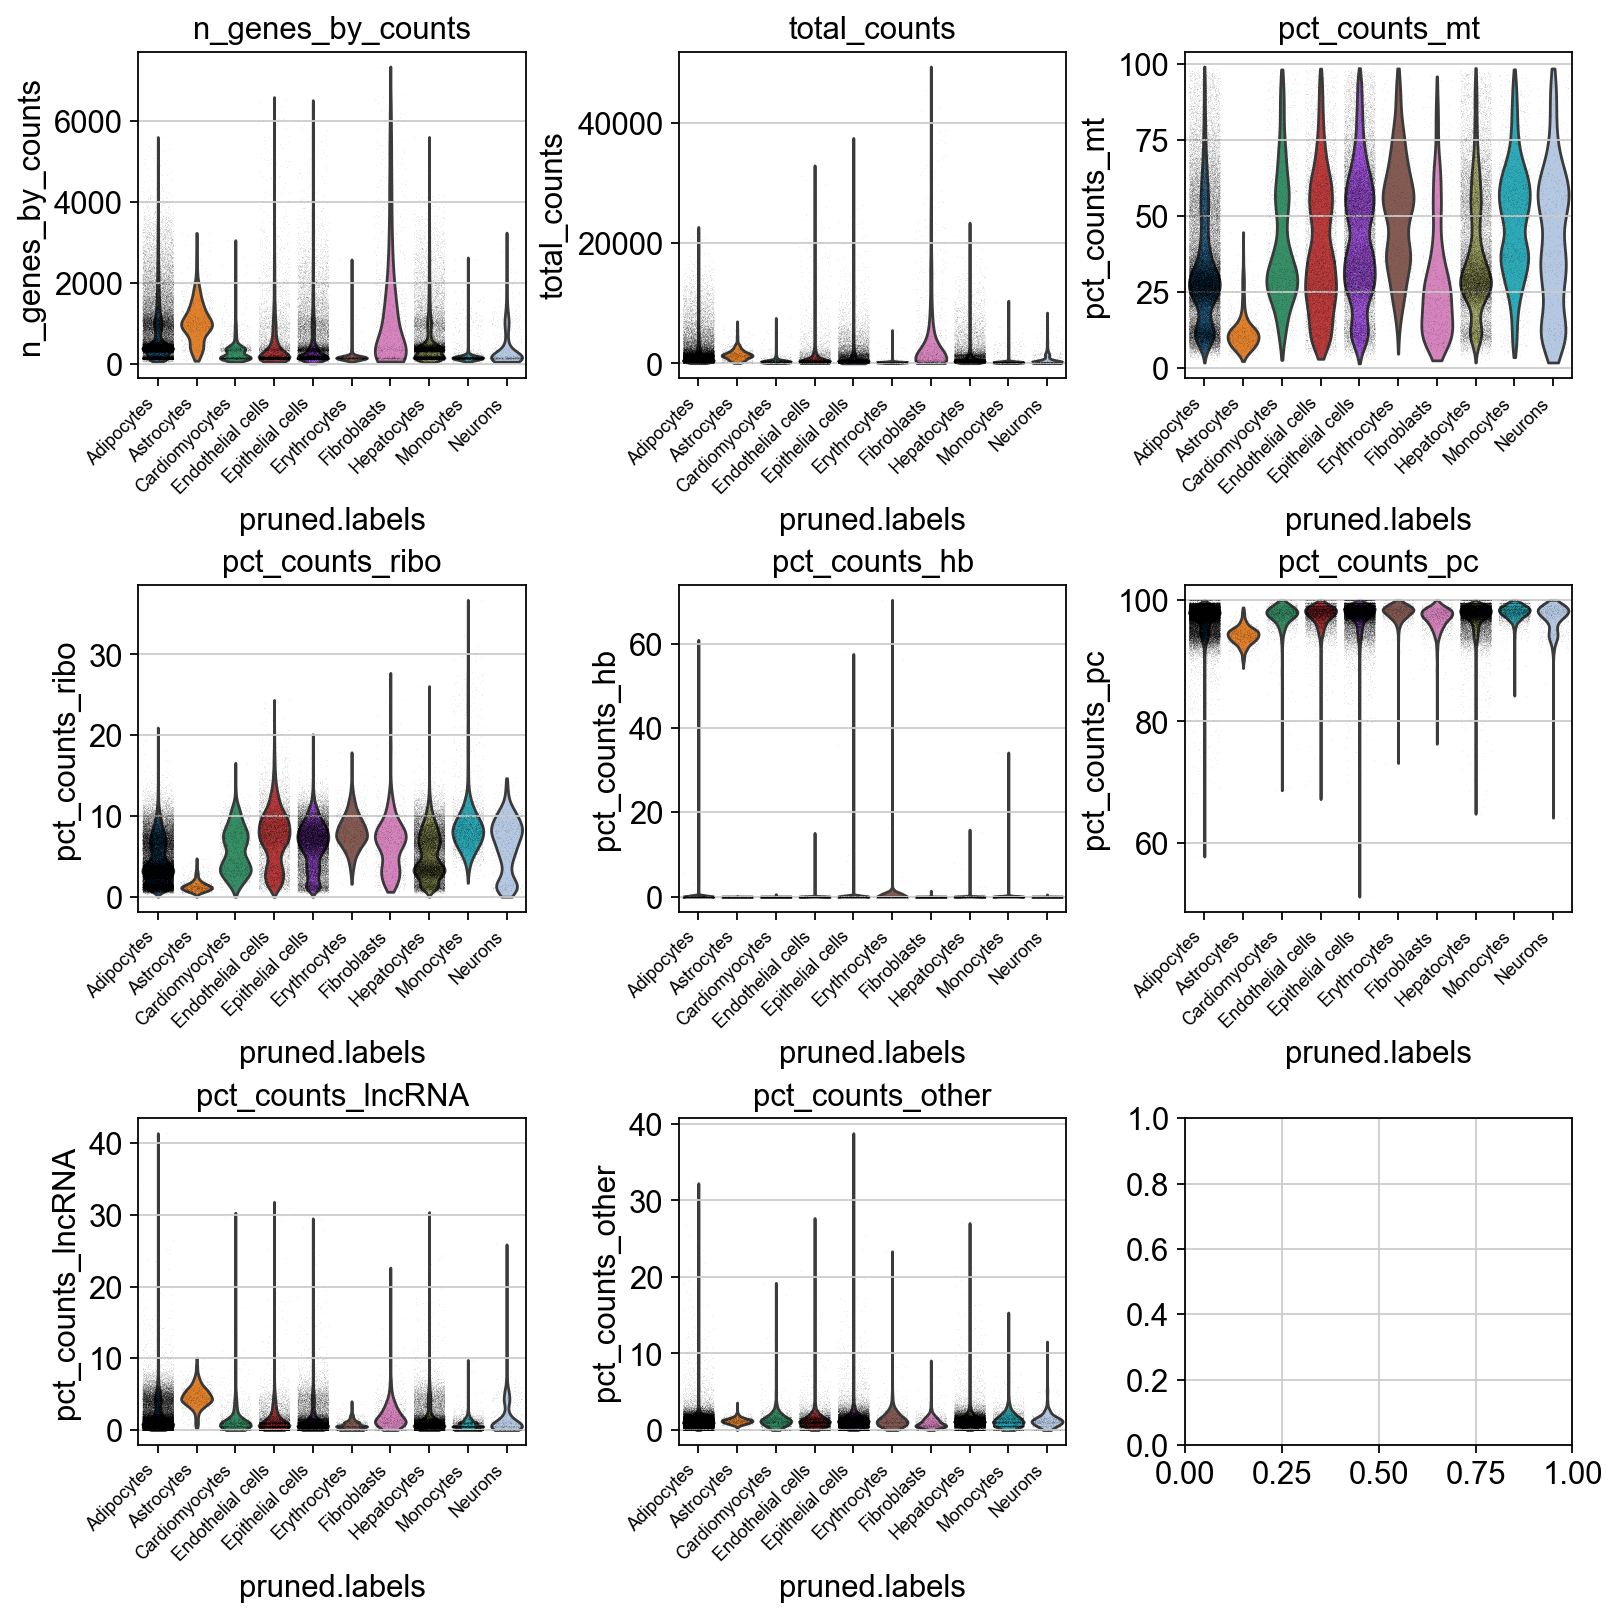 n_genes_by_counts
n_genes_by_counts
6000
4000
2000
0
Adipocytes
Astrocytes
Cardiomyocytes
Endothelial cells
Epithelial cells
Erythrocytes
Fibroblasts
Hepatocytes
Monocytes
Neurons
pruned.labels
total_counts
total_counts
40000
20000
0
Adipocytes
Astrocytes
Cardiomyocytes
Endothelial cells
Epithelial cells
Erythrocytes
Fibroblasts
Hepatocytes
Monocytes
Neurons
pruned.labels
pct_counts_mt
pct_counts_mt
100
75
50
25
0
Adipocytes
Astrocytes
Cardiomyocytes
Endothelial cells
Epithelial cells
Erythrocytes
Fibroblasts
Hepatocytes
Monocytes
Neurons
pruned.labels
pct_counts_ribo
pct_counts_ribo
30
20
10
0
Adipocytes
Astrocytes
Cardiomyocytes
Endothelial cells
Epithelial cells
Erythrocytes
Fibroblasts
Hepatocytes
Monocytes
Neurons
pruned.labels
pct_counts_hb
pct_counts_hb
60
40
20
0
Adipocytes
Astrocytes
Cardiomyocytes
Endothelial cells
Epithelial cells
Erythrocytes
Fibroblasts
Hepatocytes
Monocytes
Neurons
pruned.labels
pct_counts_pc
pct_counts_pc
100
80
60
Adipocytes
Astrocytes
Cardiomyocytes
Endothelial cells
Epithelial cells
Erythrocytes
Fibroblasts
Hepatocytes
Monocytes
Neurons
pruned.labels
pct_counts_lncRNA
pct_counts_lncRNA
40
30
20
10
0
Adipocytes
Astrocytes
Cardiomyocytes
Endothelial cells
Epithelial cells
Erythrocytes
Fibroblasts
Hepatocytes
Monocytes
Neurons
pruned.labels
pct_counts_other
pct_counts_other
40
30
20
10
0
Adipocytes
Astrocytes
Cardiomyocytes
Endothelial cells
Epithelial cells
Erythrocytes
Fibroblasts
Hepatocytes
Monocytes
Neurons
pruned.labels
1.0
0.8
0.6
0.4
0.2
0.0
0.00 0.25 0.50 0.75 1.00